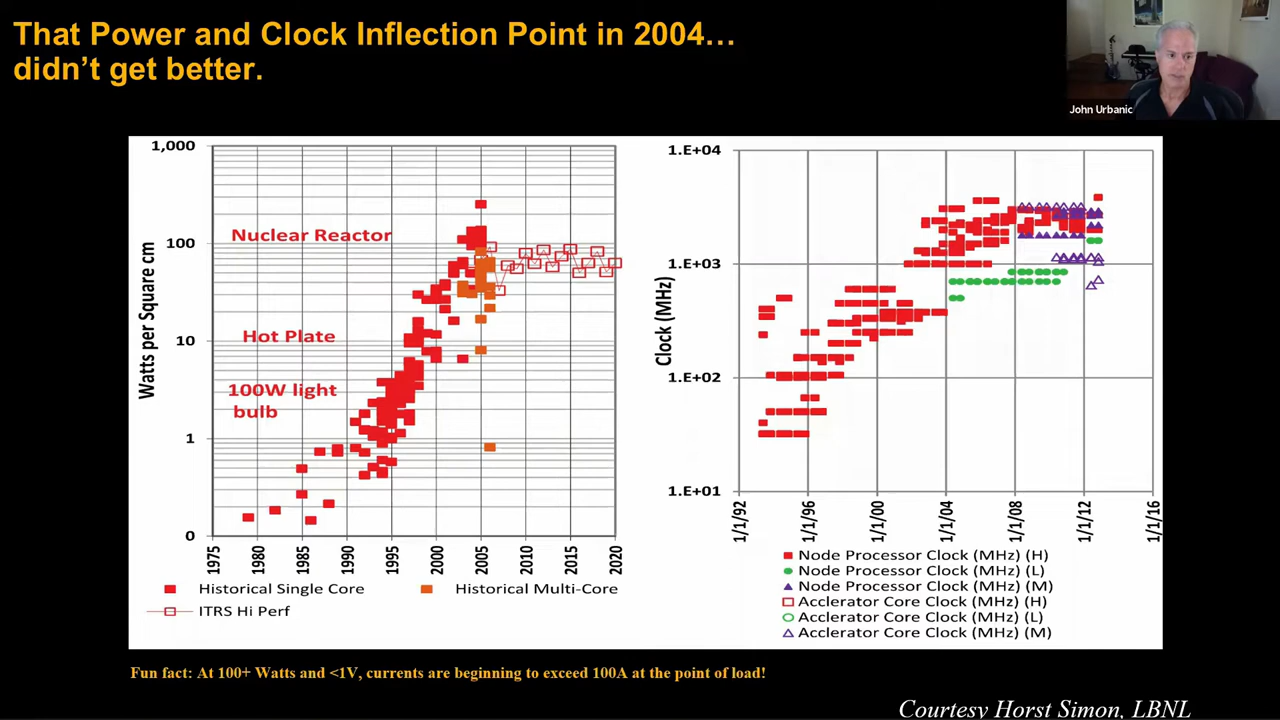 That Power and Clock Inflection Point in 2004…
didn’t get better.
John Urbanic
1,000
100
10
1
0
Watts per Square cm
Nuclear Reactor
Hot Plate
100W light
bulb
1975
1980
1985
1990
1995
2000
2005
2010
2015
2020
Historical Single Core
Historical Multi-Core
ITRS Hi Perf
1.E+04
1.E+03
1.E+02
1.E+01
Clock (MHz)
1/1/92
1/1/96
1/1/00
1/1/04
1/1/08
1/1/12
1/1/16
Node Processor Clock (MHz) (H)
Node Processor Clock (MHz) (L)
Node Processor Clock (MHz) (M)
Acclerator Core Clock (MHz) (H)
Acclerator Core Clock (MHz) (L)
Acclerator Core Clock (MHz) (M)
Fun fact: At 100+ Watts and <1V, currents are beginning to exceed 100A at the point of load!
Courtesy Horst Simon, LBNL